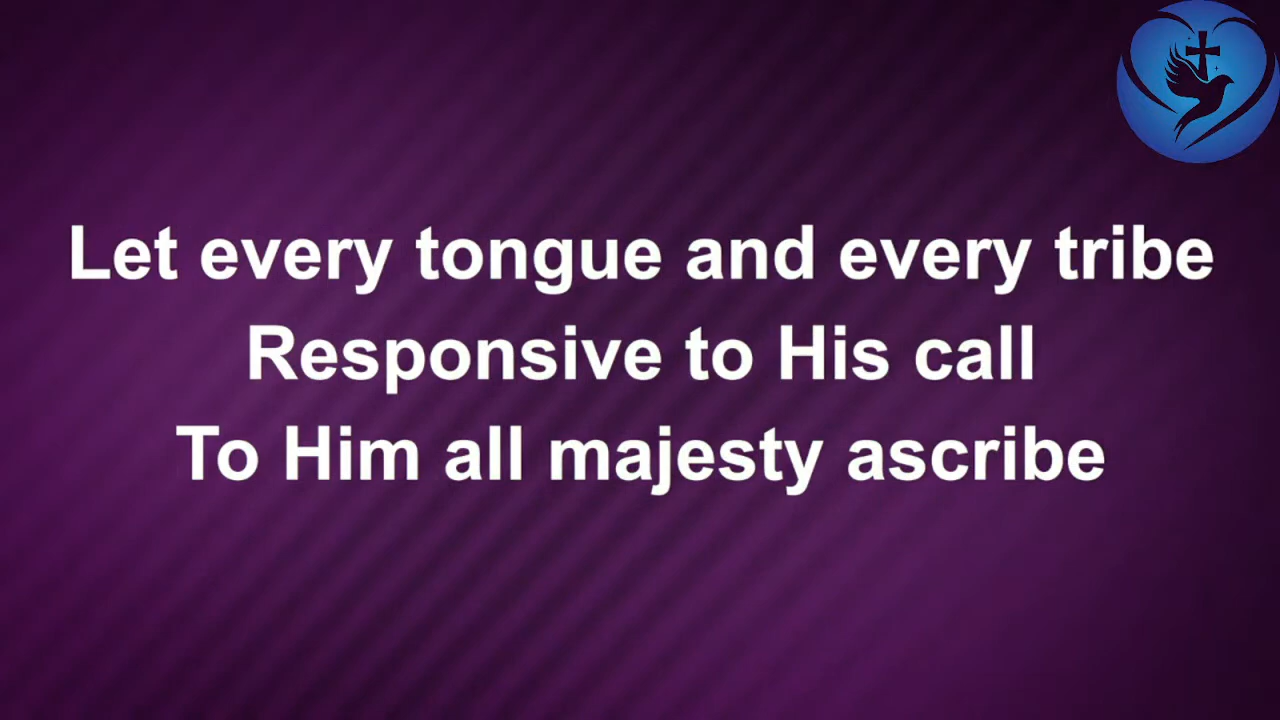 Let every tongue and every tribe
Responsive to His call
To Him all majesty ascribe